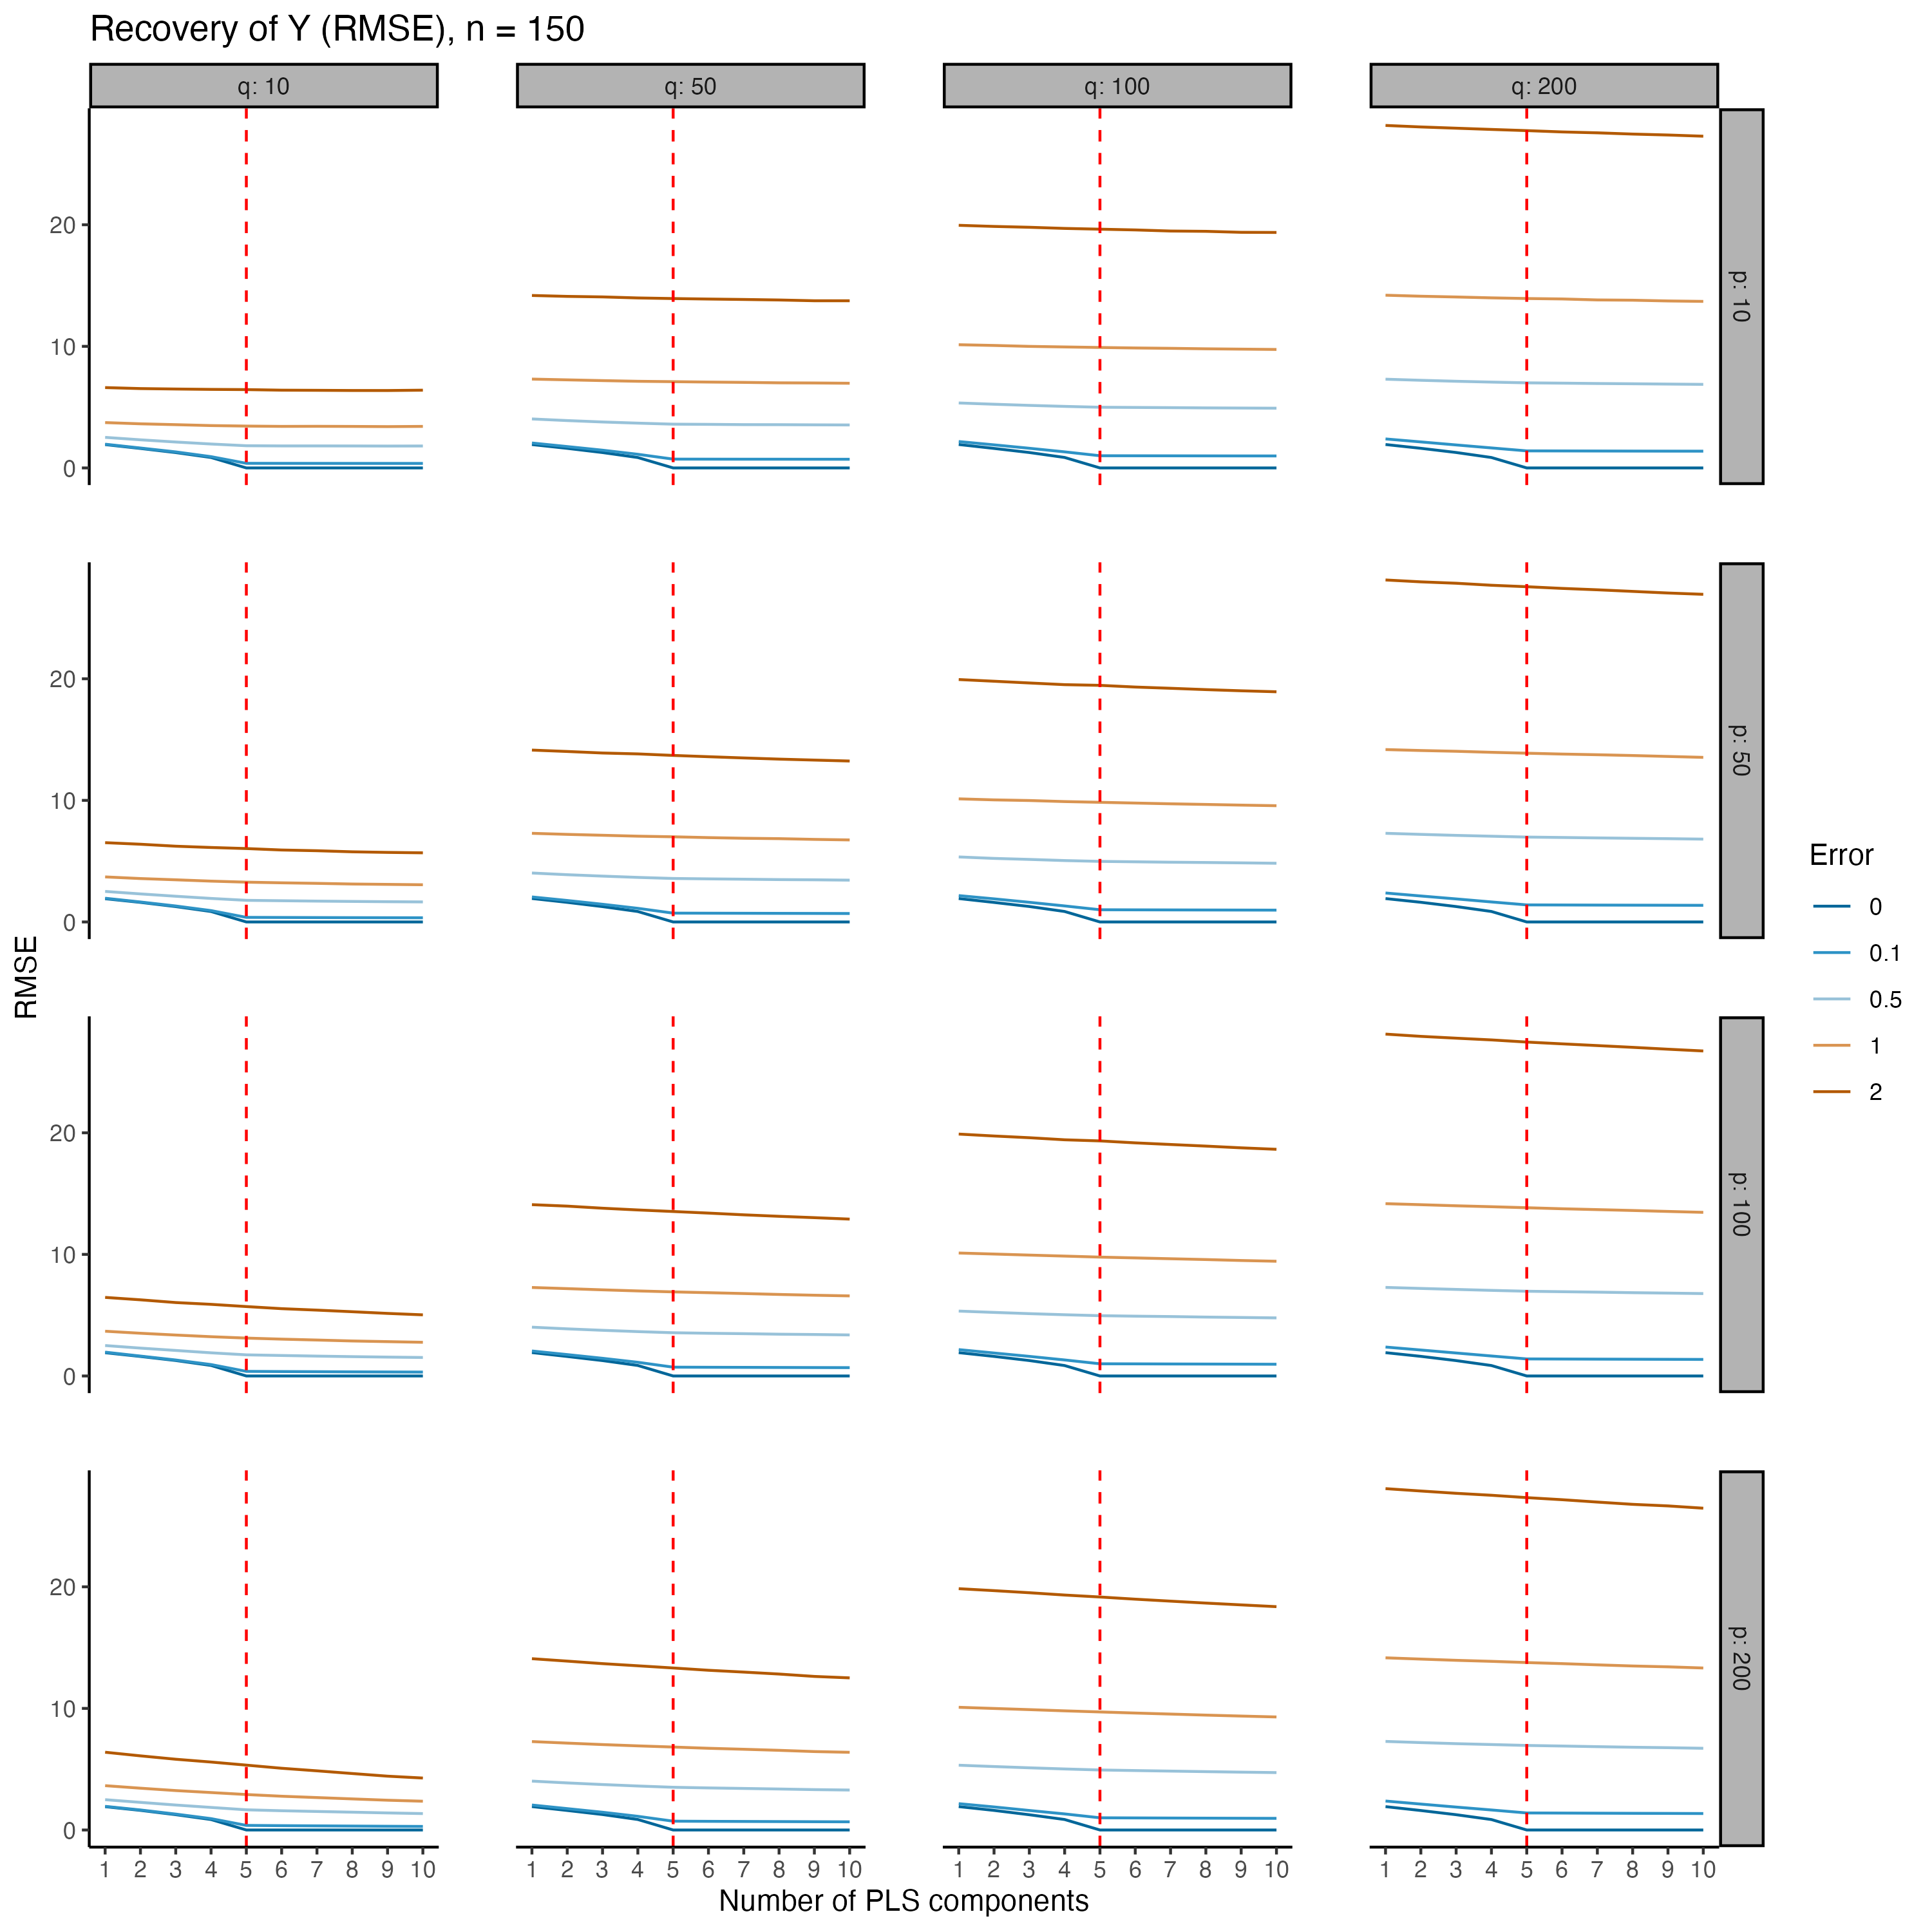 Recovery of Y (RMSE), n = 150
q: 10
q: 50
q: 100
q: 200
20
10
0
p: 10
20
10
0
p: 50
20
10
0
p: 100
20
10
0
p: 200
RMSE
1 2 3 4 5 6 7 8 9 10
1 2 3 4 5 6 7 8 9 10
1 2 3 4 5 6 7 8 9 10
1 2 3 4 5 6 7 8 9 10
Number of PLS components
Error
0
0.1
0.5
1
2